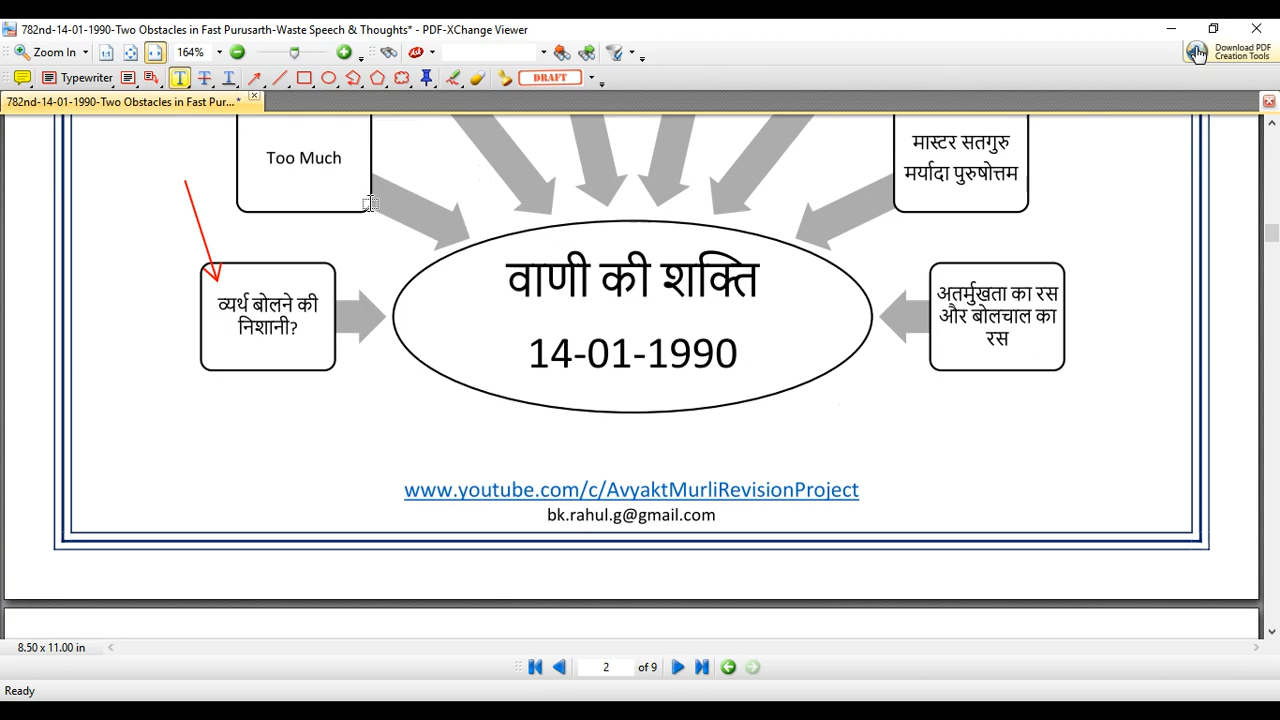 782nd-14-01-1990-Two Obstacles in Fast Purusarth-Waste Speech & Thoughts* - PDF-XChange Viewer
Zoom In
164%
Download PDF
Creation Tools
Typewriter
DRAFT
782nd-14-01-1990-Two Obstacles in Fast Pur...*
Too Much
मास्टर सतगुरु
मर्यादा पुरुषोत्तम
व्यर्थ बोलने की
निशानी?
वाणी की शक्ति
14-01-1990
अतर्मुखता का रस
और बोलचाल का
रस
www.youtube.com/c/AvyaktMurliRevisionProject
bk.rahul.g@gmail.com
8.50 x 11.00 in
2
of 9
Ready